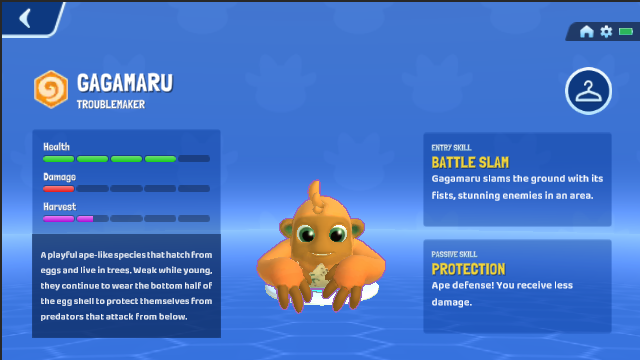 GAGAMARU
TROUBLEMAKER
Health
Damage
Harvest
A playful ape-like species that hatch from
eggs and live in trees. Weak while young,
they continue to wear the bottom half of
the egg shell to protect themselves from
predators that attack from below.
ENTRY SKILL
BATTLE SLAM
Gagamaru slams the ground with its
fists, stunning enemies in an area.
PASSIVE SKILL
PROTECTION
Ape defense! You receive less
damage.